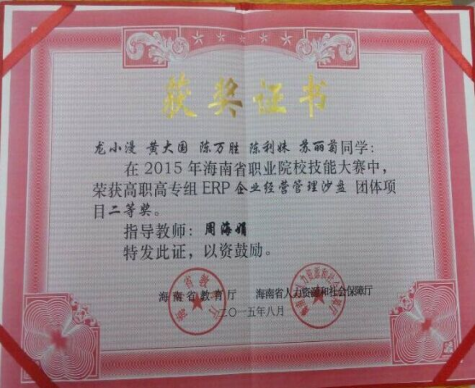 获奖证书
龙小漫 黄大国 陈万胜 陈利妹 苏丽菊同学：
在2015年海南省职业院校技能大赛中，
荣获高职高专组ERP企业经营管理沙盘 团体项
目二等奖。
指导教师：周海娟
特发此证，以资鼓励。
海南省教育厅 海南省人力资源和社会保障厅
二〇一五年八月